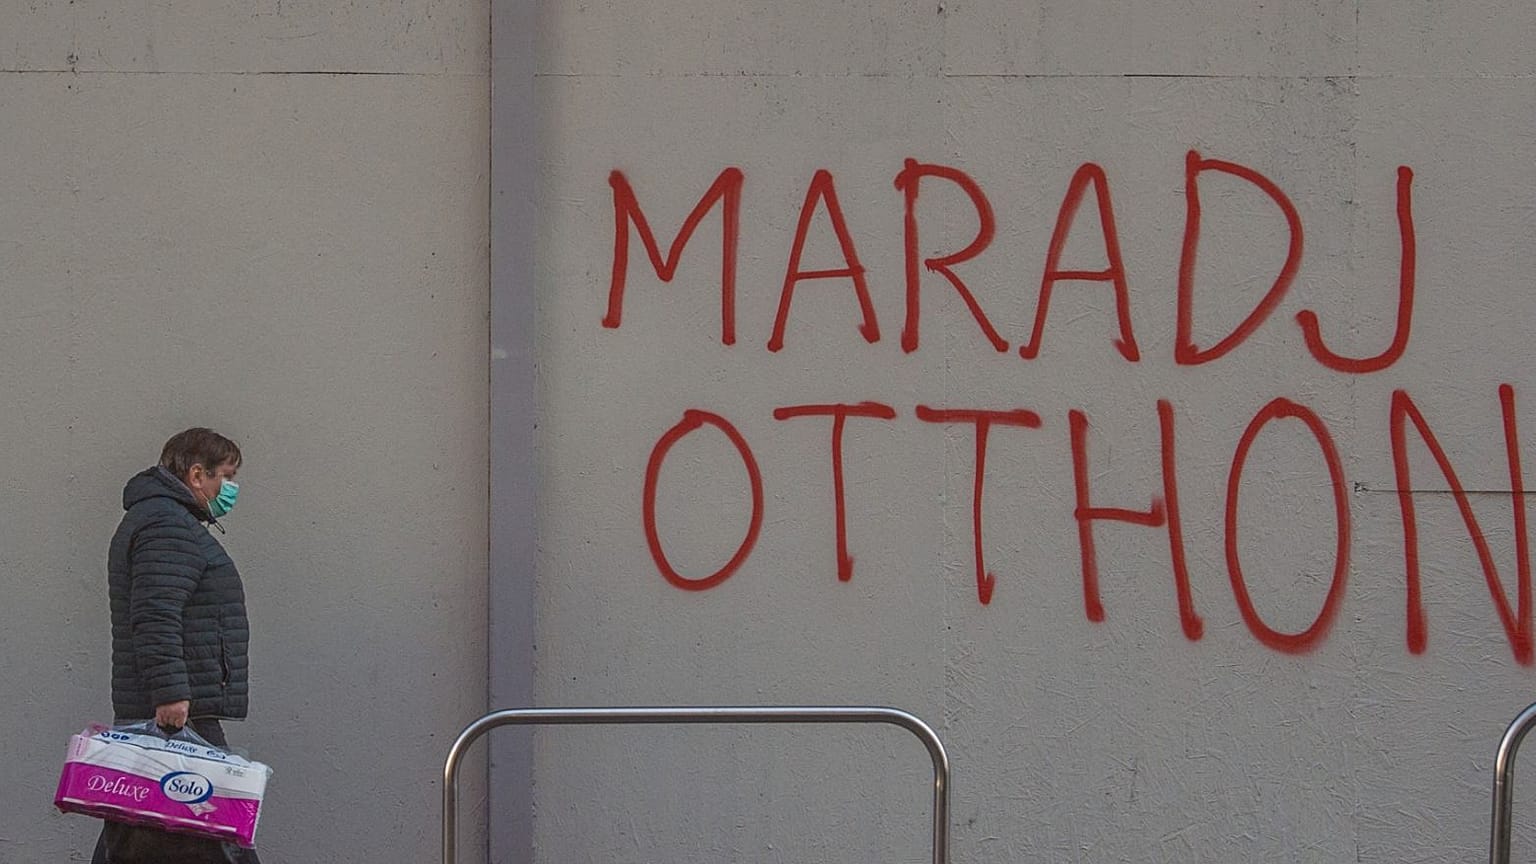 MARADJ
OTTHON
Deluxe
Deluxe
Solo